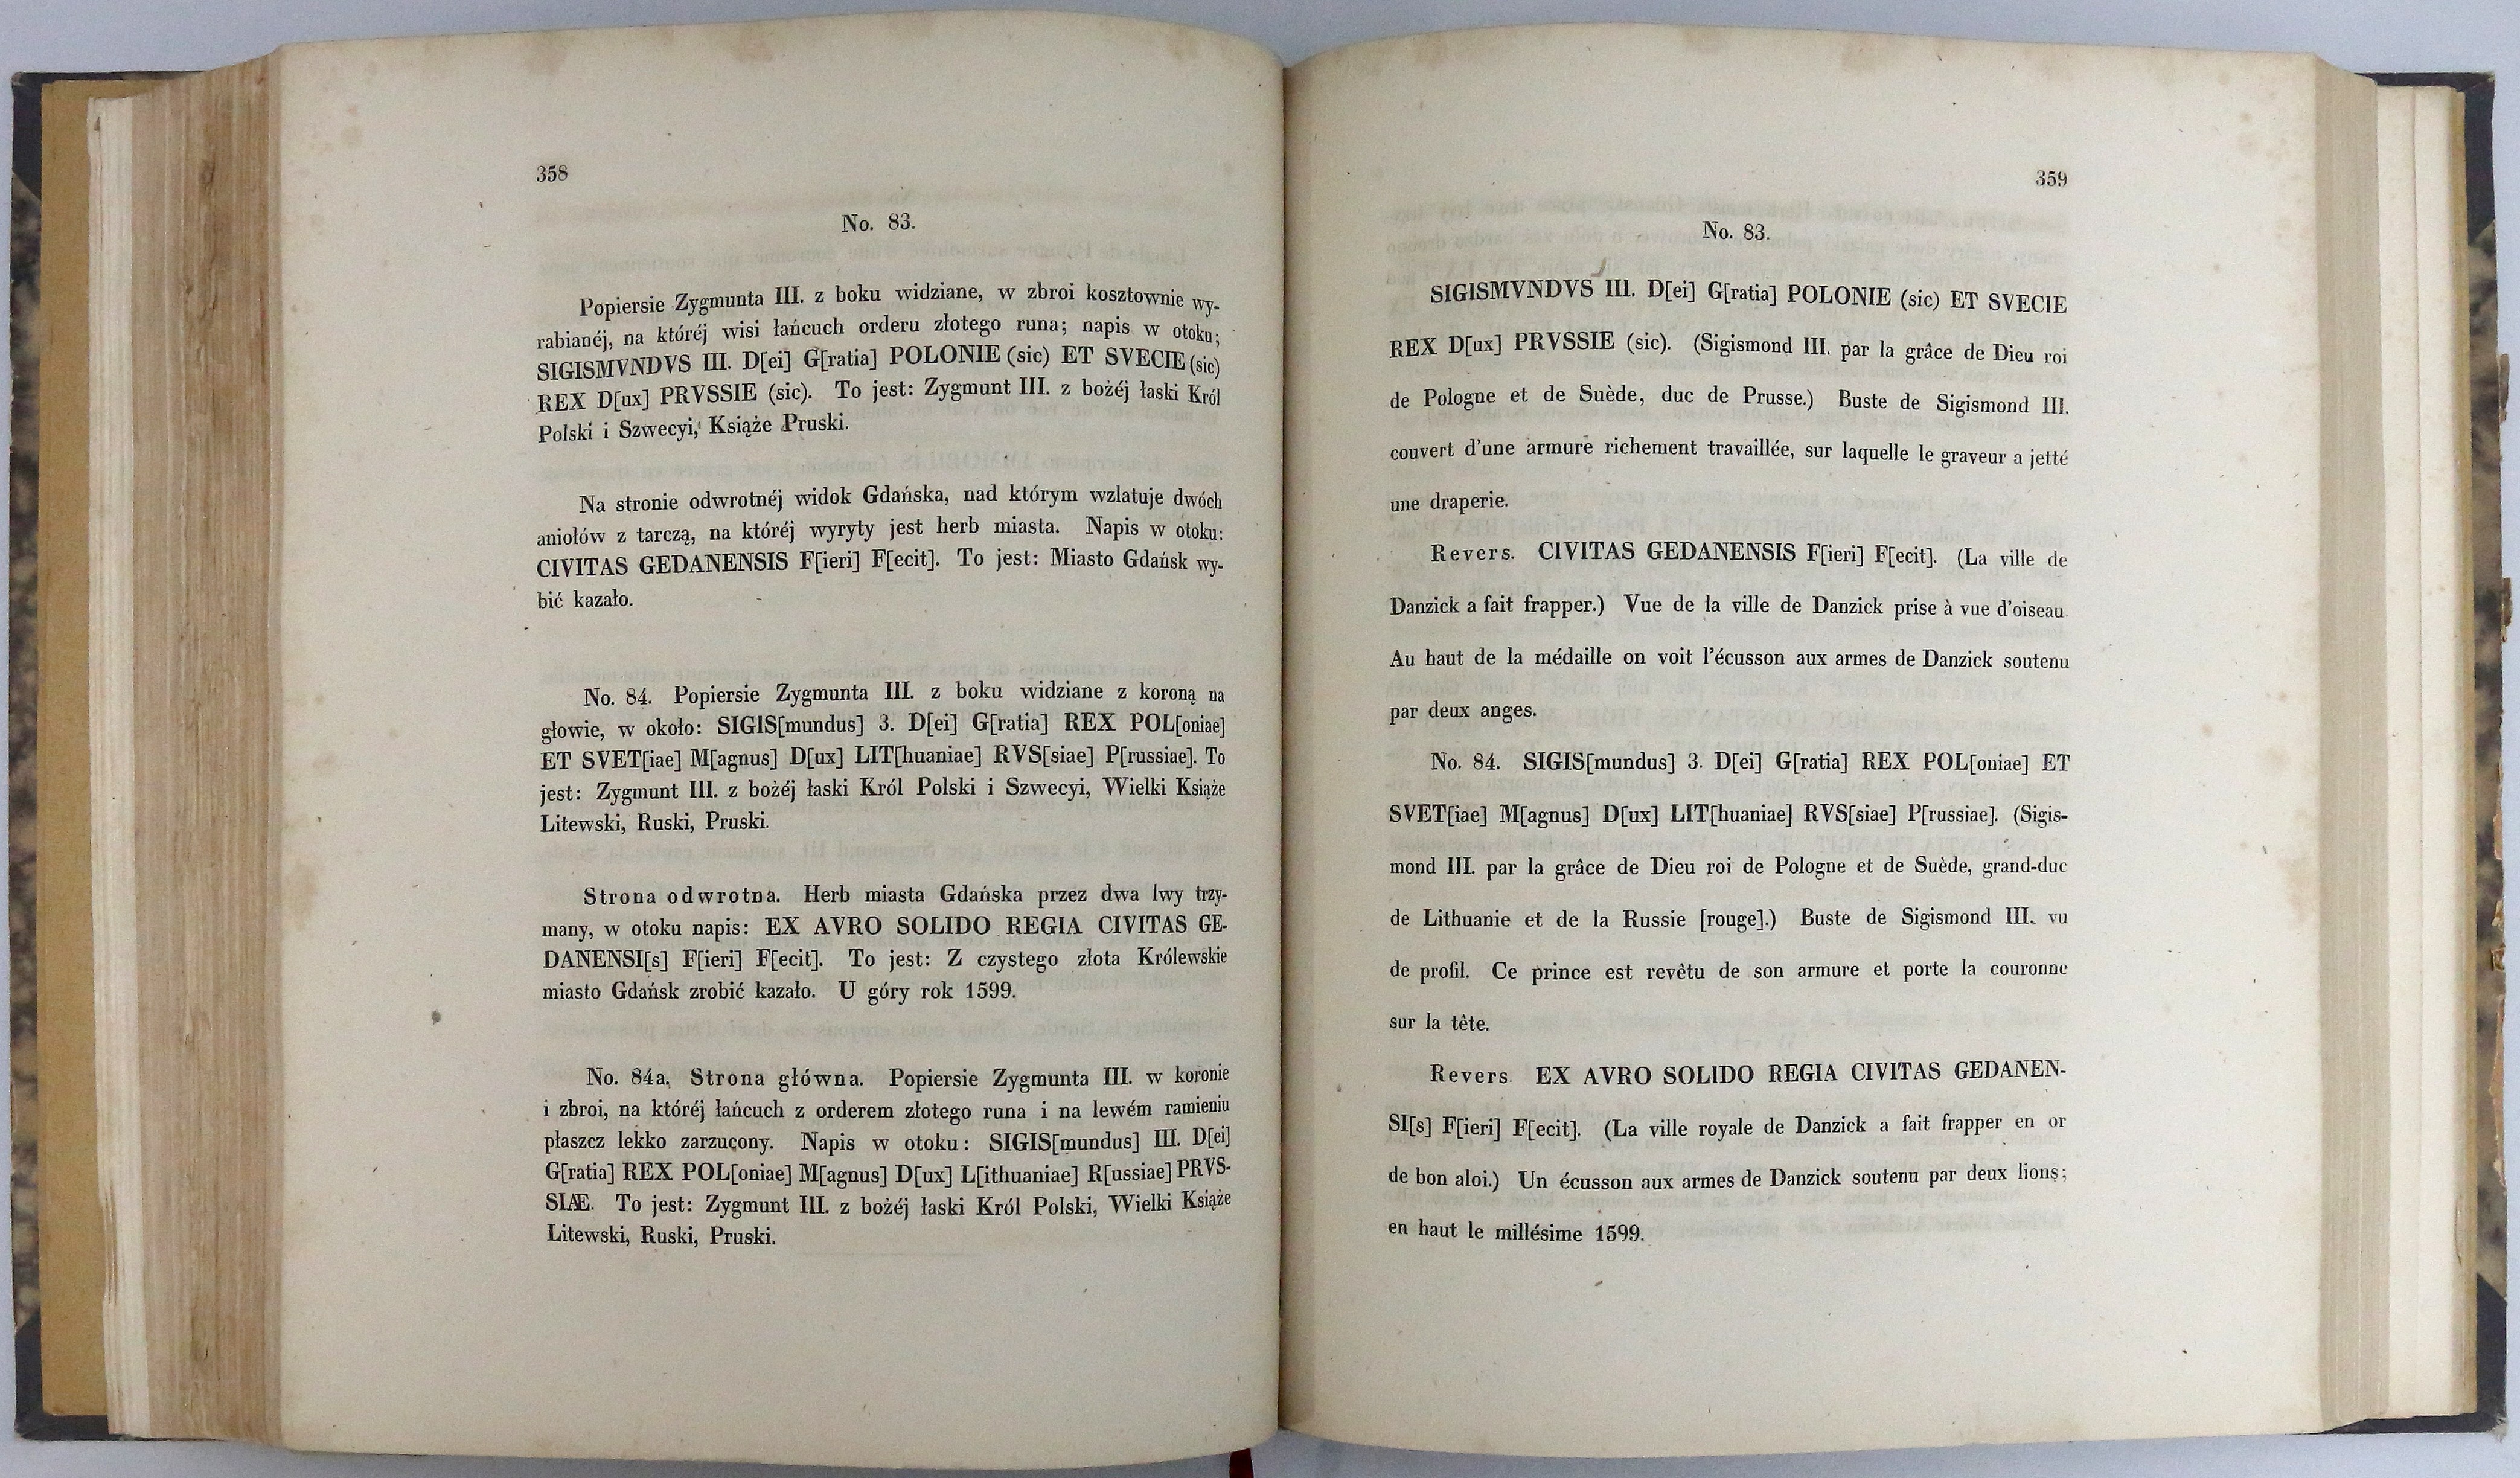 358
No. 83.
Popiersie Zygmunta III. z boku widziane, w zbroi kosztownie wy-
rabianéj, na któréj wisi łańcuch orderu złotego runa; napis w otoku;
SIGISMVNDVS III. D[ei] G[ratia] POLONIE (sic) ET SVECIE (sic)
REX D[ux] PRVSSIE (sic). To jest: Zygmunt III. z bożéj łaski Król
Polski i Szwecyi, Książe Pruski.
Na stronie odwrotnéj widok Gdańska, nad którym wzlatuje dwóch
aniołów z tarczą, na któréj wyryty jest herb miasta. Napis w otoku:
CIVITAS GEDANENSIS F[ieri] F[ecit]. To jest: Miasto Gdańsk wy-
bić kazało.
No. 84. Popiersie Zygmunta III. z boku widziane z koroną na
głowie, w około: SIGIS[mundus] 3. D[ei] G[ratia] REX POL[oniae]
ET SVET[iae] M[agnus] D[ux] LIT[huaniae] RVS[siae] P[russiae]. To
jest: Zygmunt III. z bożéj łaski Król Polski i Szwecyi, Wielki Książe
Litewski, Ruski, Pruski.
Strona odwrotna. Herb miasta Gdańska przez dwa lwy trzy-
many, w otoku napis: EX AVRO SOLIDO REGIA CIVITAS GE-
DANENSI[s] F[ieri] F[ecit]. To jest: Z czystego złota Królewskie
miasto Gdańsk zrobić kazało. U góry rok 1599.
No. 84a. Strona główna. Popiersie Zygmunta III. w koronie
i zbroi, na któréj łańcuch z orderem złotego runa i na lewém ramieniu
płaszcz lekko zarzucony. Napis w otoku: SIGIS[mundus] III. D[ei]
G[ratia] REX POL[oniae] M[agnus] D[ux] L[ithuaniae] R[ussiae] PRVS-
SIÆ. To jest: Zygmunt III. z bożéj łaski Król Polski, Wielki Książe
Litewski, Ruski, Pruski.
359
No. 83.
SIGISMVNDVS III. D[ei] G[ratia] POLONIE (sic) ET SVECIE
REX D[ux] PRVSSIE (sic). (Sigismond III. par la grâce de Dieu roi
de Pologne et de Suède, duc de Prusse.) Buste de Sigismond III.
couvert d'une armure richement travaillée, sur laquelle le graveur a jetté
une draperie.
Revers. CIVITAS GEDANENSIS F[ieri] F[ecit]. (La ville de
Danzick a fait frapper.) Vue de la ville de Danzick prise à vue d'oiseau.
Au haut de la médaille on voit l'écusson aux armes de Danzick soutenu
par deux anges.
No. 84. SIGIS[mundus] 3. D[ei] G[ratia] REX POL[oniae] ET
SVET[iae] M[agnus] D[ux] LIT[huaniae] RVS[siae] P[russiae]. (Sigis-
mond III. par la grâce de Dieu roi de Pologne et de Suède, grand-duc
de Lithuanie et de la Russie [rouge].) Buste de Sigismond III. vu
de profil. Ce prince est revêtu de son armure et porte la couronne
sur la tête.
Revers. EX AVRO SOLIDO REGIA CIVITAS GEDANEN-
SI[s] F[ieri] F[ecit]. (La ville royale de Danzick a fait frapper en or
de bon aloi.) Un écusson aux armes de Danzick soutenu par deux lions;
en haut le millésime 1599.